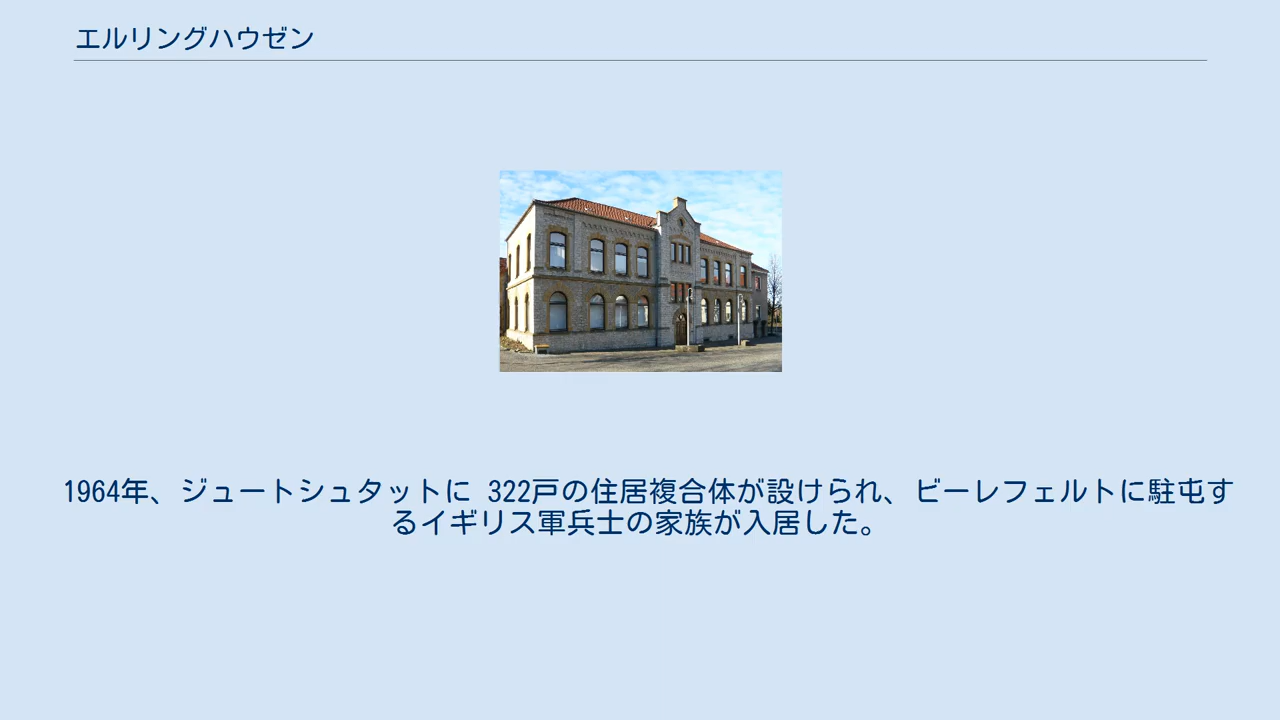 エルリングハウゼン
1964年、ジュートシュタットに 322戸の住居複合体が設けられ、ビーレフェルトに駐屯す
るイギリス軍兵士の家族が入居した。